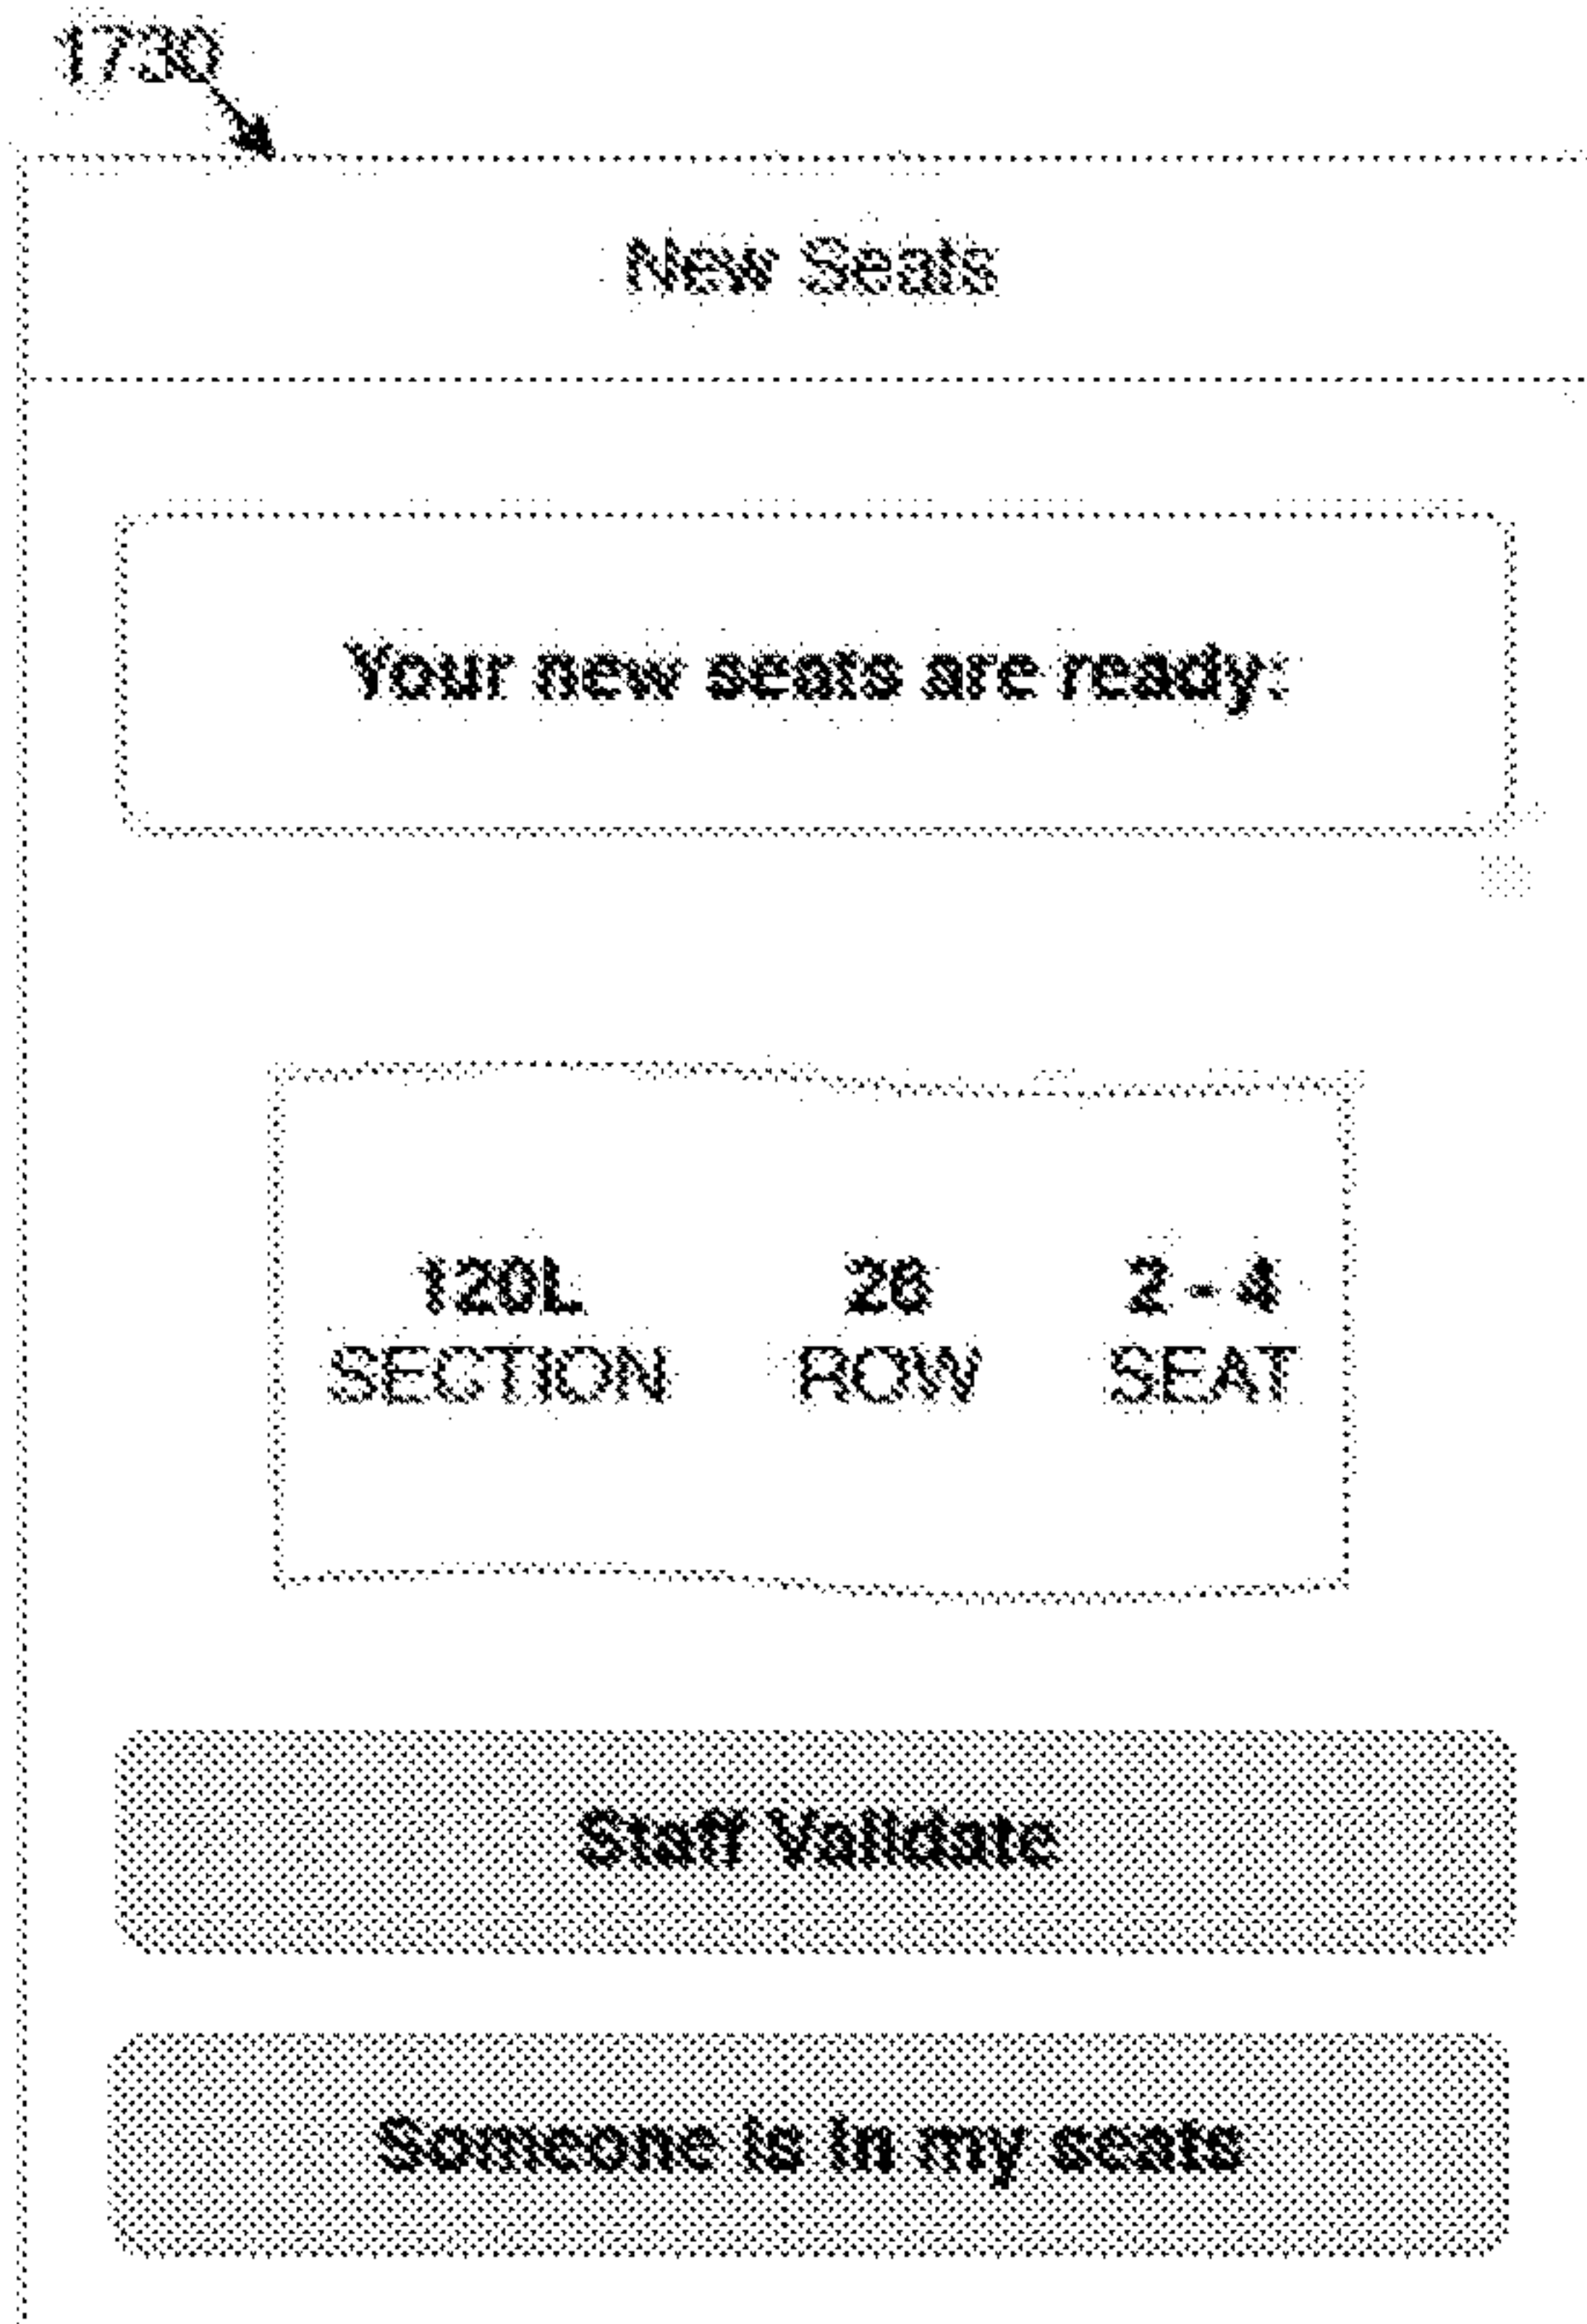 1730
New Seats
Your new seats are ready:
120L 26 2 - 4
SECTION ROW SEAT
Staff Validate
Someone is in my seats